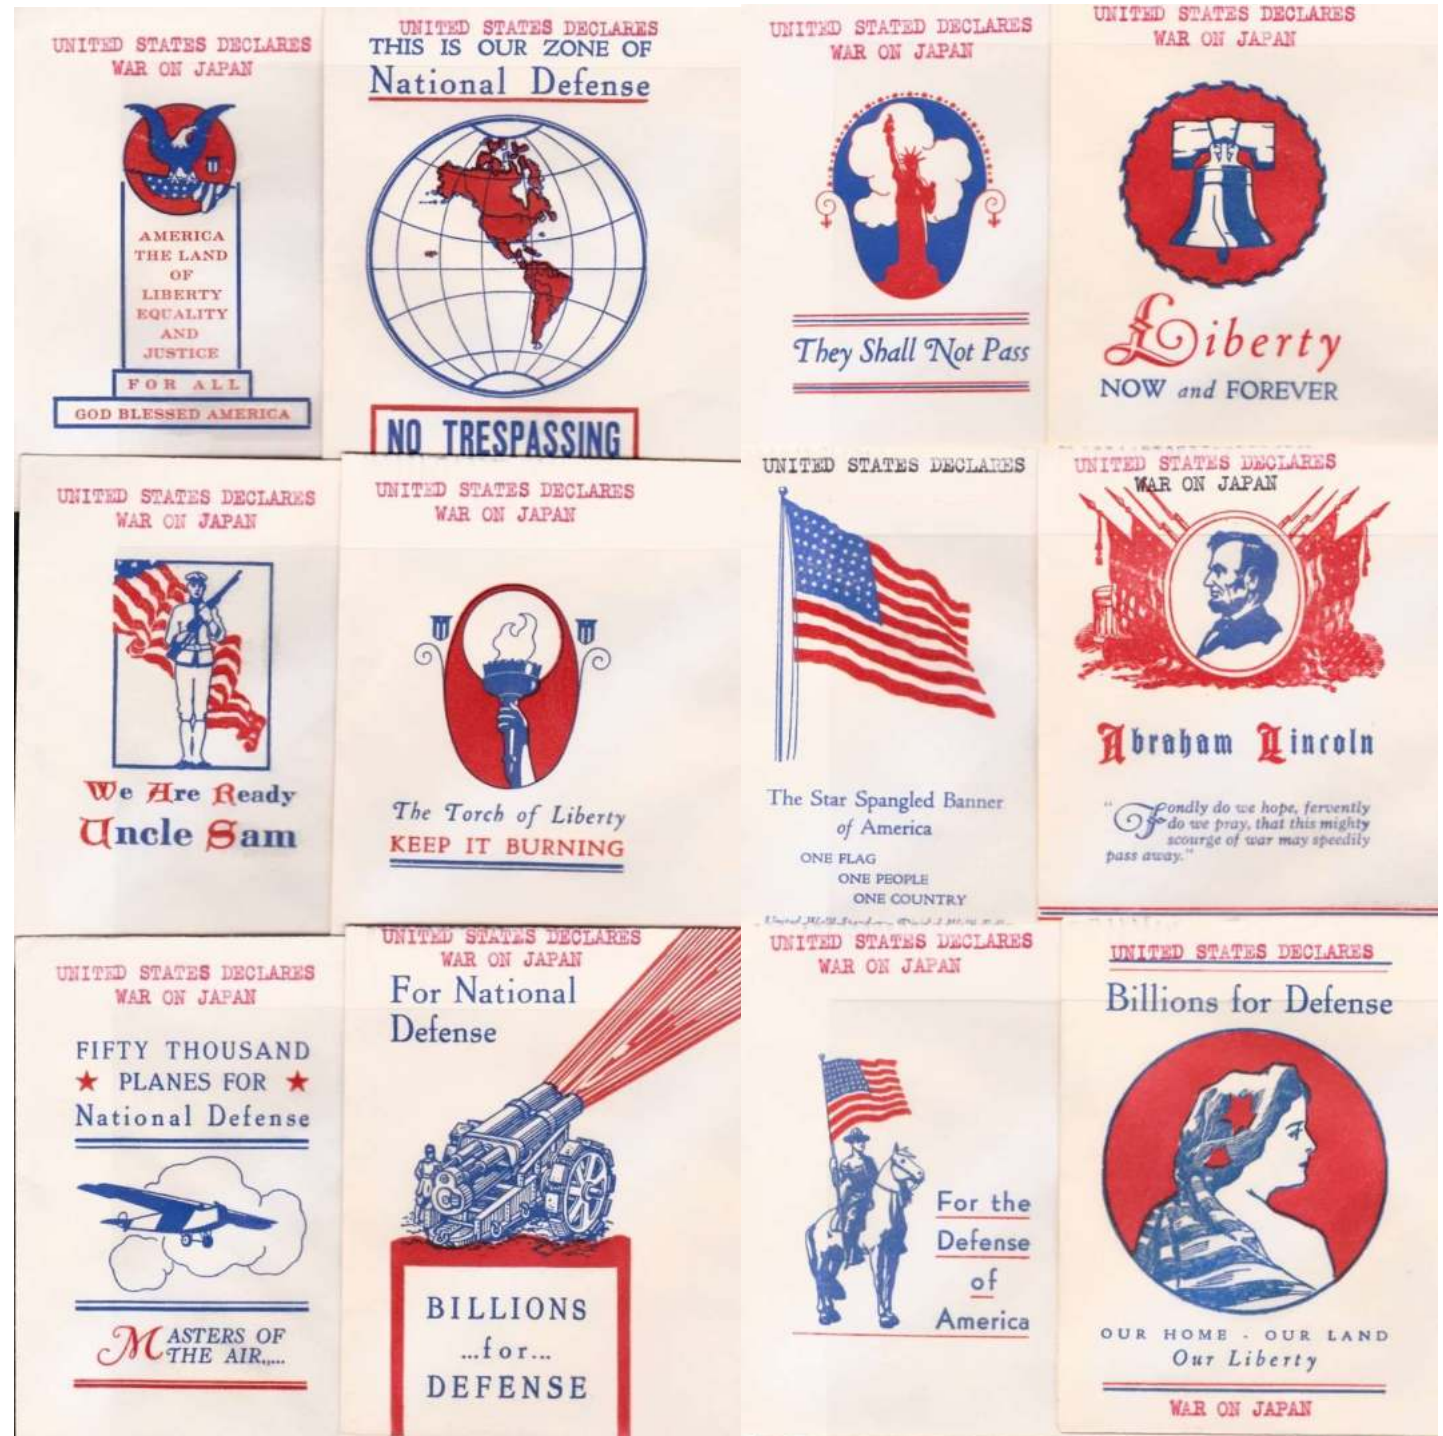 UNITED STATES DECLARES
WAR ON JAPAN
AMERICA
THE LAND
OF
LIBERTY
EQUALITY
AND
JUSTICE
FOR ALL
GOD BLESSED AMERICA
UNITED STATES DECLARES
THIS IS OUR ZONE OF
National Defense
NO TRESPASSING
UNITED STATES DECLARES
WAR ON JAPAN
They Shall Not Pass
UNITED STATES DECLARES
WAR ON JAPAN
Liberty
NOW and FOREVER
UNITED STATES DECLARES
WAR ON JAPAN
We Are Ready
Uncle Sam
UNITED STATES DECLARES
WAR ON JAPAN
The Torch of Liberty
KEEP IT BURNING
UNITED STATES DECLARES
The Star Spangled Banner
of America
ONE FLAG
ONE PEOPLE
ONE COUNTRY
UNITED STATES DECLARES
WAR ON JAPAN
Abraham Lincoln
"Fondly do we hope, fervently
do we pray, that this mighty
scourge of war may speedily
pass away."
UNITED STATES DECLARES
WAR ON JAPAN
FIFTY THOUSAND
PLANES FOR
National Defense
MASTERS OF
THE AIR.....
UNITED STATES DECLARES
WAR ON JAPAN
For National
Defense
BILLIONS
...for...
DEFENSE
UNITED STATES DECLARES
WAR ON JAPAN
For the
Defense
of
America
UNITED STATES DECLARES
Billions for Defense
OUR HOME - OUR LAND
Our Liberty
WAR ON JAPAN